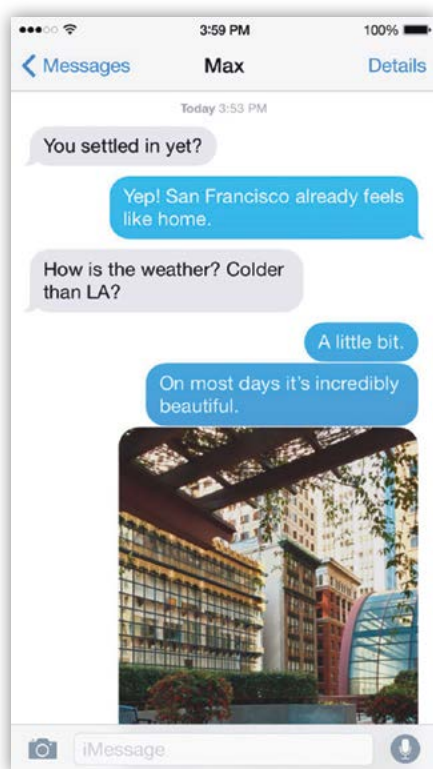 3:59 PM 100%
Messages Max Details
Today 3:53 PM
You settled in yet?
Yep! San Francisco already feels
like home.
How is the weather? Colder
than LA?
A little bit.
On most days it's incredibly
beautiful.
iMessage